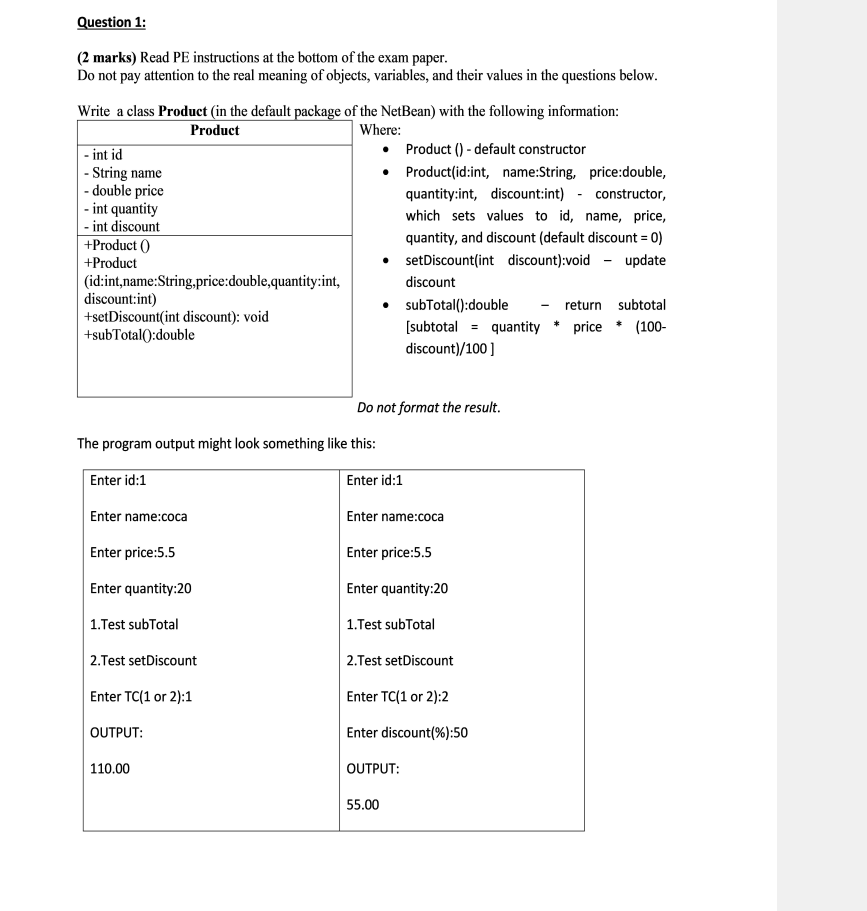 Question 1:
(2 marks) Read PE instructions at the bottom of the exam paper.
Do not pay attention to the real meaning of objects, variables, and their values in the questions below.
Write a class Product (in the default package of the NetBean) with the following information:
Product
- int id
- String name
- double price
- int quantity
- int discount
+Product ()
+Product
(id:int,name:String,price:double,quantity:int,
discount:int)
+setDiscount(int discount): void
+subTotal():double
Where:
• Product () - default constructor
• Product(id:int, name:String, price:double,
quantity:int, discount:int) - constructor,
which sets values to id, name, price,
quantity, and discount (default discount = 0)
• setDiscount(int discount):void – update
discount
• subTotal():double – return subtotal
[subtotal = quantity * price * (100-
discount)/100 ]
Do not format the result.
The program output might look something like this:
Enter id:1
Enter name:coca
Enter price:5.5
Enter quantity:20
1.Test subTotal
2.Test setDiscount
Enter TC(1 or 2):1
OUTPUT:
110.00
Enter id:1
Enter name:coca
Enter price:5.5
Enter quantity:20
1.Test subTotal
2.Test setDiscount
Enter TC(1 or 2):2
Enter discount(%):50
OUTPUT:
55.00